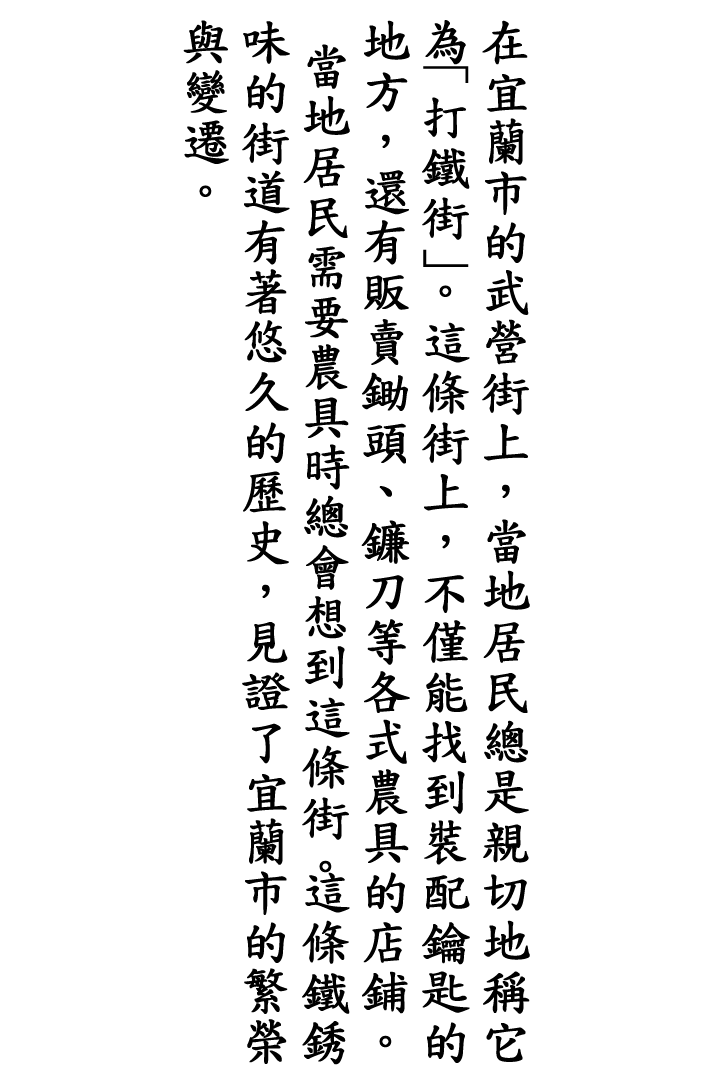 在宜蘭市的武營街上，當地居民總是親切地稱它
為「打鐵街」。這條街上，不僅能找到裝配鑰匙的
地方，還有販賣鋤頭、鐮刀等各式農具的店鋪。
當地居民需要農具時總會想到這條街。這條鐵銹
味的街道有著悠久的歷史，見證了宜蘭市的繁榮
與變遷。